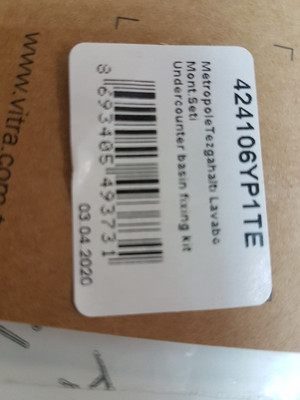 424106YP1TE
MetropoleTezgahaltı Lavabo
Mont.Seti
Undercounter basin fixing kit
8 693405 493731
03 04 2020
www.vitra.com.t